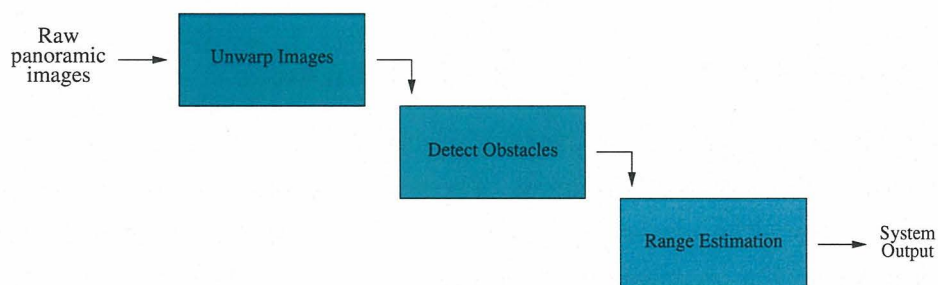 Raw
panoramic
images
Unwarp Images
Detect Obstacles
Range Estimation
System
Output